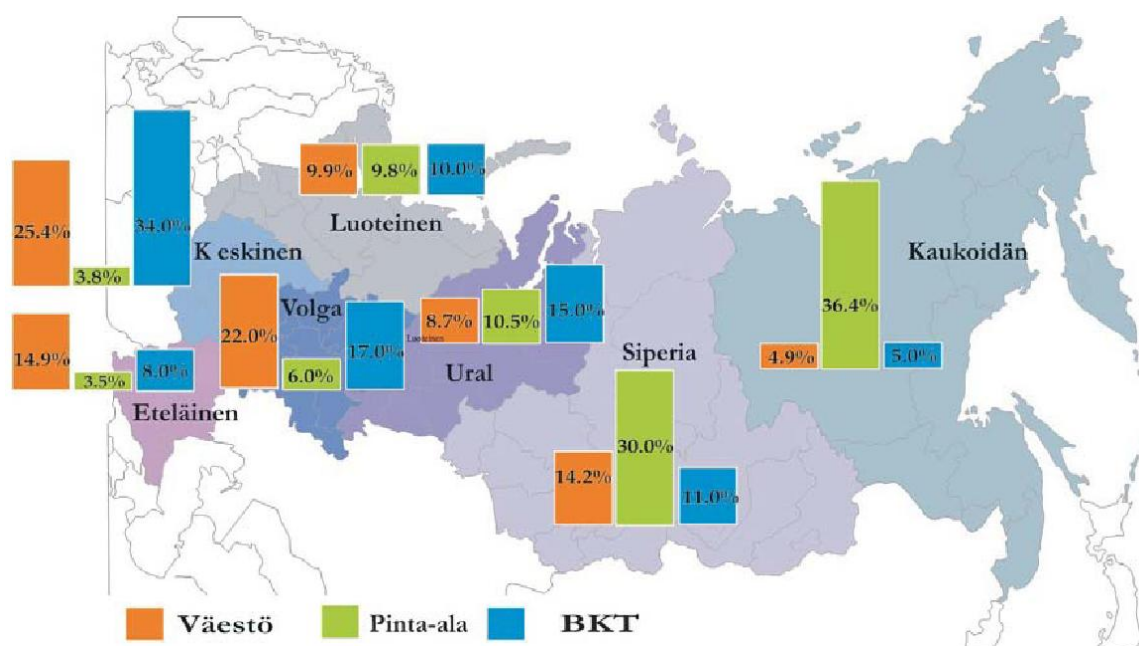 9.9%
9.8%
10.0%
Luoteinen
25.4%
3.8%
34.0%
K eskinen
Kaukoidän
36.4%
4.9%
5.0%
Volga
22.0%
6.0%
17.0%
8.7%
10.5%
15.0%
Luoteinen
Ural
Siperia
14.2%
30.0%
11.0%
14.9%
3.5%
8.0%
Eteläinen
Väestö
Pinta-ala
BKT